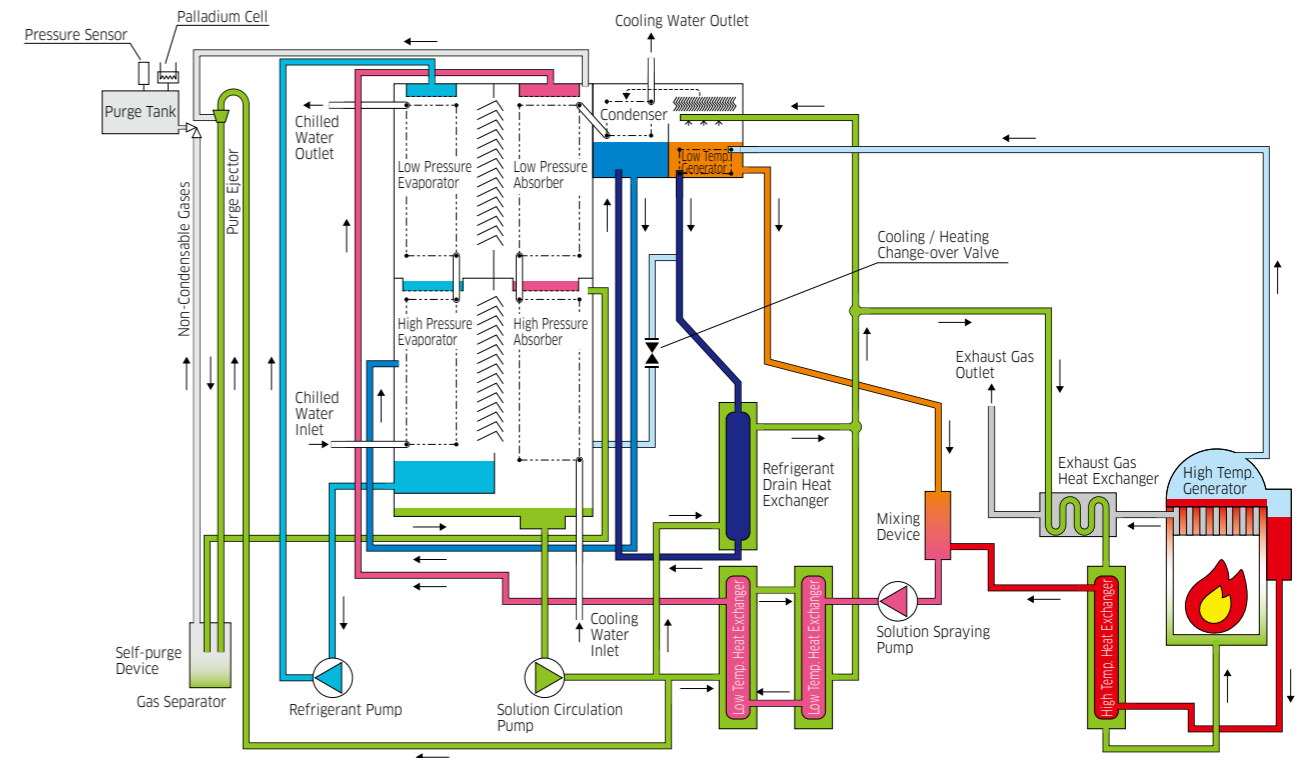 Palladium Cell
Pressure Sensor
Cooling Water Outlet
Purge Tank
Condenser
Chilled
Water
Outlet
Low Pressure
Evaporator
Low Pressure
Absorber
Low Temp.
Generator
Non-Condensable Gases
Purge Ejector
Cooling / Heating
Change-over Valve
High Pressure
Evaporator
High Pressure
Absorber
Exhaust Gas
Outlet
Chilled
Water
Inlet
Refrigerant
Drain Heat
Exchanger
Exhaust Gas
Heat Exchanger
High Temp.
Generator
Mixing
Device
Low Temp. Heat Exchanger
Low Temp. Heat Exchanger
High Temp. Heat Exchanger
Cooling
Water
Inlet
Solution Spraying
Pump
Self-purge
Device
Gas Separator
Refrigerant Pump
Solution Circulation
Pump